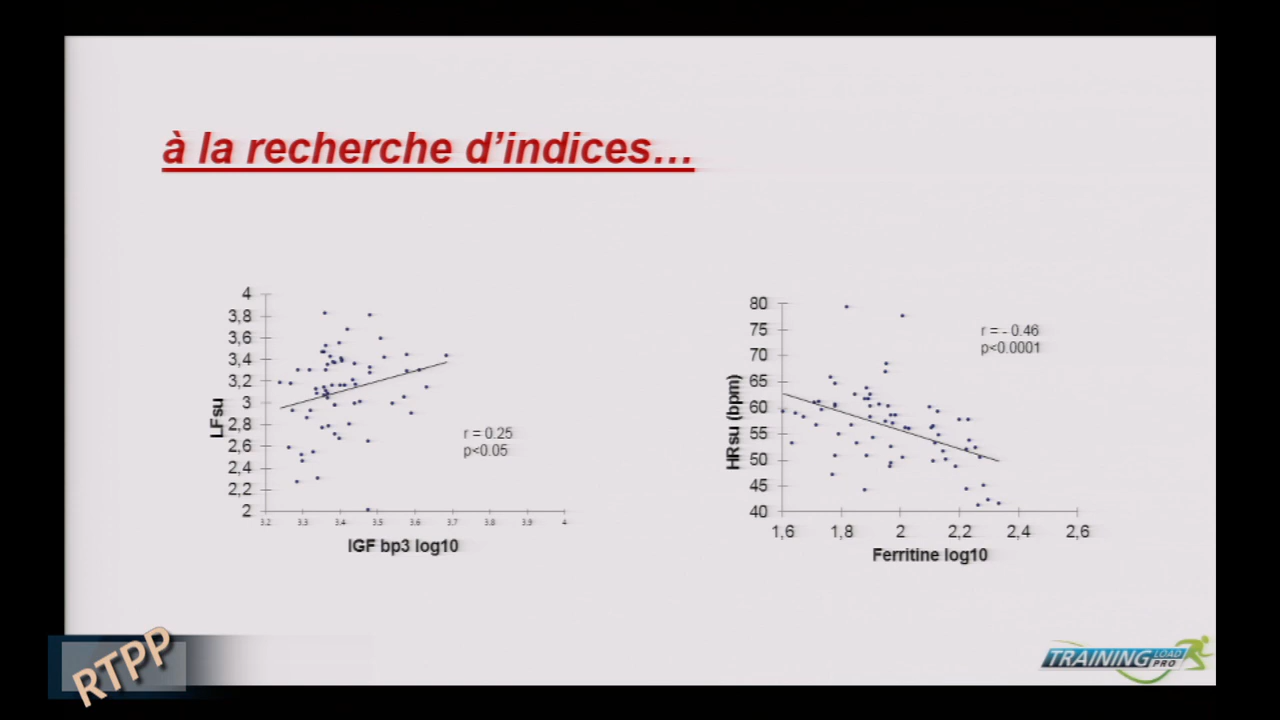 à la recherche d'indices...
4
3,8
3,6
3,4
3,2
3
2,8
2,6
2,4
2,2
2
LFsu
r = 0.25
p<0.05
3.2 3.3 3.4 3.5 3.6 3.7 3.8 3.9 4
IGF bp3 log10
80
75
70
65
60
55
50
45
40
HRsu (bpm)
r = - 0.46
p<0.0001
1,6 1,8 2 2,2 2,4 2,6
Ferritine log10
RTPP
TRAINING LOAD PRO